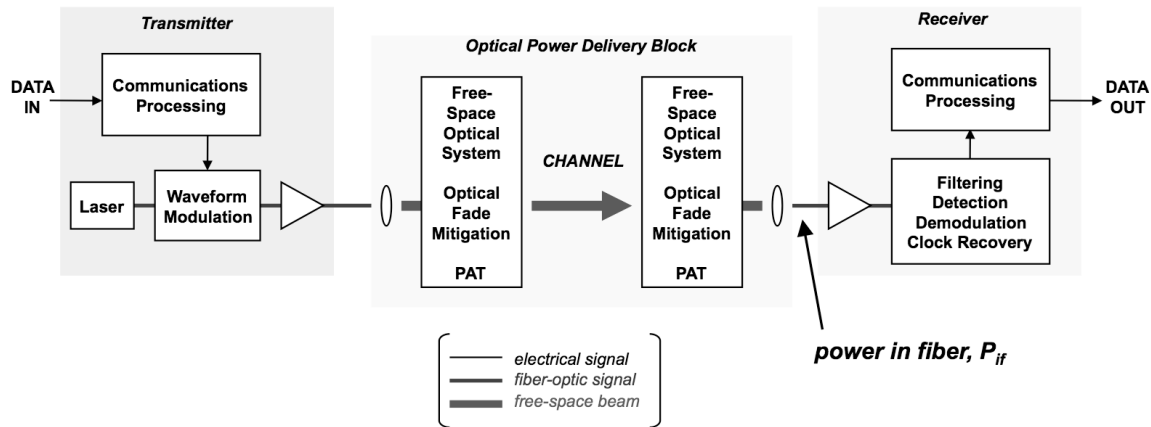 Transmitter
DATA
IN
Communications
Processing
Laser
Waveform
Modulation
Optical Power Delivery Block
Free-
Space
Optical
System
Optical
Fade
Mitigation
PAT
CHANNEL
Free-
Space
Optical
System
Optical
Fade
Mitigation
PAT
Receiver
Communications
Processing
DATA
OUT
Filtering
Detection
Demodulation
Clock Recovery
power in fiber, Pif
electrical signal
fiber-optic signal
free-space beam